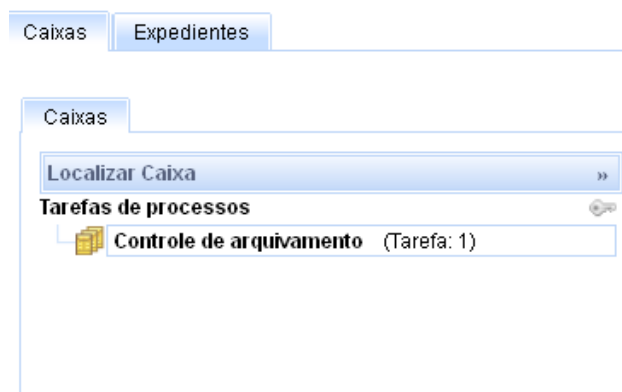 Caixas Expedientes
Caixas
Localizar Caixa »
Tarefas de processos
Controle de arquivamento (Tarefa: 1)